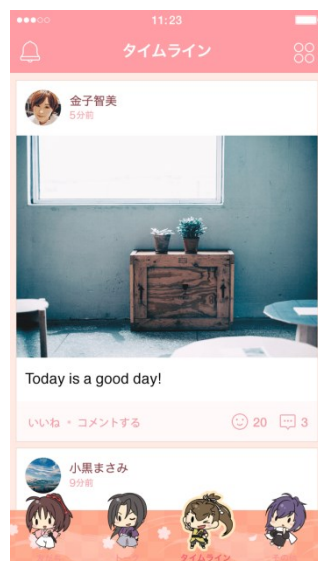 11:23
タイムライン
金子智美
5分前
Today is a good day!
いいね • コメントする
20
3
小黒まさみ
9分前
タイムライン